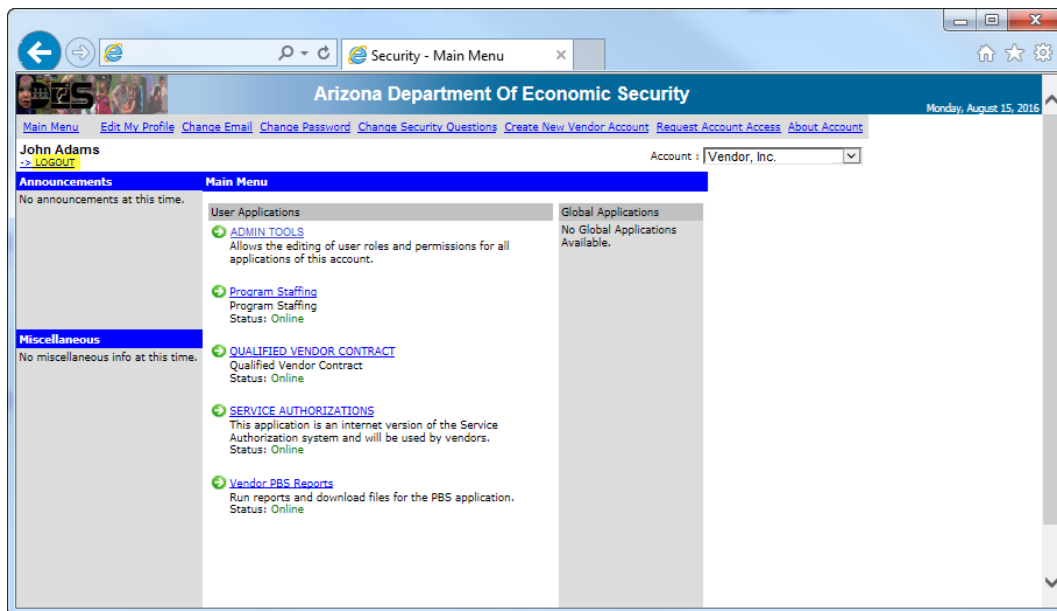 Security - Main Menu
DES
Arizona Department Of Economic Security
Monday, August 15, 2016
Main Menu Edit My Profile Change Email Change Password Change Security Questions Create New Vendor Account Request Account Access About Account
John Adams
-> LOGOUT
Account : Vendor, Inc.
Announcements
No announcements at this time.
Miscellaneous
No miscellaneous info at this time.
Main Menu
User Applications
ADMIN TOOLS
Allows the editing of user roles and permissions for all
applications of this account.
Program Staffing
Program Staffing
Status: Online
QUALIFIED VENDOR CONTRACT
Qualified Vendor Contract
Status: Online
SERVICE AUTHORIZATIONS
This application is an internet version of the Service
Authorization system and will be used by vendors.
Status: Online
Vendor PBS Reports
Run reports and download files for the PBS application.
Status: Online
Global Applications
No Global Applications
Available.